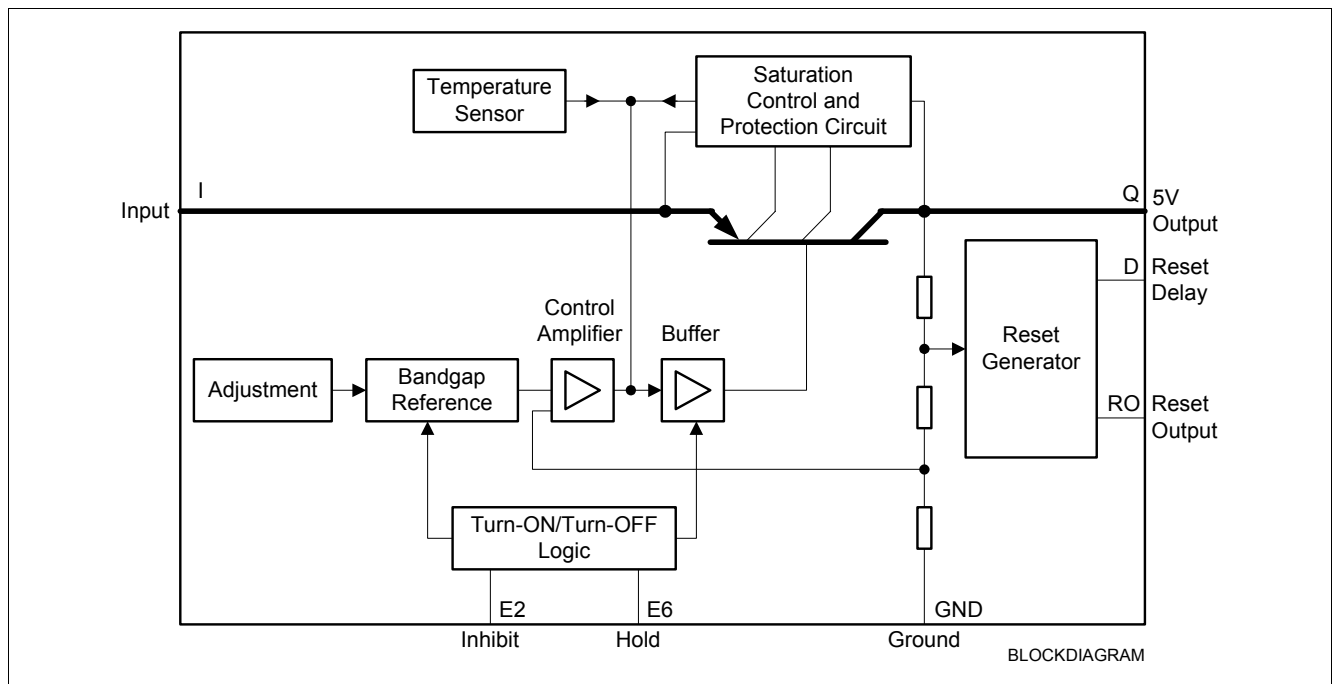 Temperature
Sensor
Saturation
Control and
Protection Circuit
I
Input
Q
5V
Output
D
Reset
Delay
Reset
Generator
RO
Reset
Output
Control
Amplifier
Buffer
Adjustment
Bandgap
Reference
Turn-ON/Turn-OFF
Logic
E2
Inhibit
E6
Hold
GND
Ground
BLOCKDIAGRAM